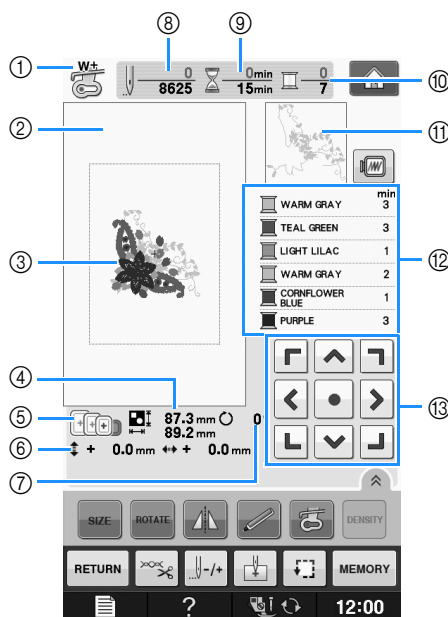 ⑧ ⑨
① W+ 0 0min 0 ⑩
8625 15min 7
② ⑪
min
WARM GRAY 3
TEAL GREEN 3
③ LIGHT LILAC 1 ⑫
WARM GRAY 2
CORNFLOWER
BLUE 1
PURPLE 3
④
⑤ 87.3 mm 0° ⑬
89.2 mm
⑥ + 0.0 mm + 0.0 mm
⑦
SIZE ROTATE DENSITY
RETURN -/+ MEMORY
? 12:00